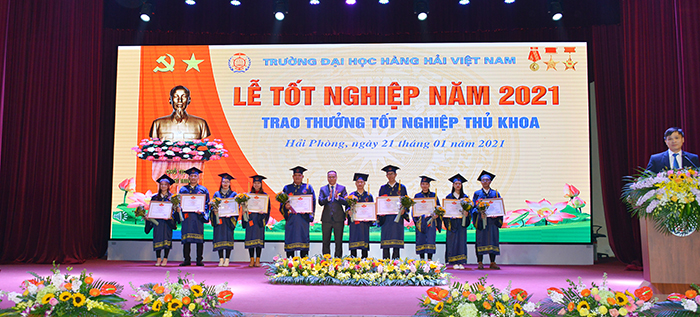 TRƯỜNG ĐẠI HỌC HÀNG HẢI VIỆT NAM
LỄ TỐT NGHIỆP NĂM 2021
TRAO THƯỞNG TỐT NGHIỆP THỦ KHOA
Hải Phòng, ngày 21 tháng 01 năm 2021